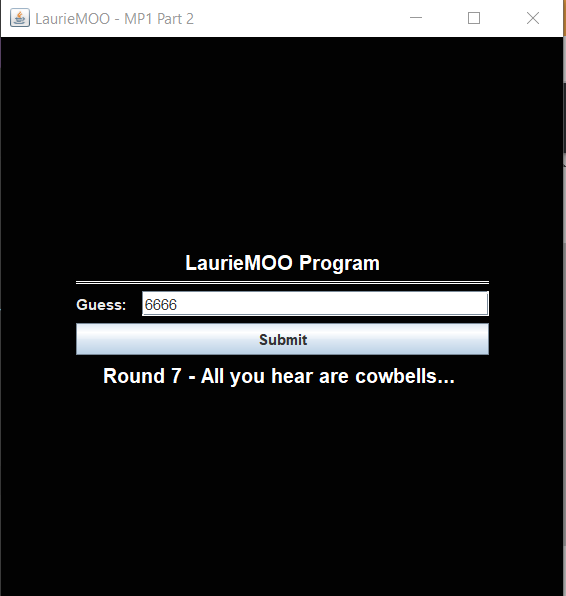 LaurieMOO - MP1 Part 2
LaurieMOO Program
Guess: 6666
Submit
Round 7 - All you hear are cowbells...